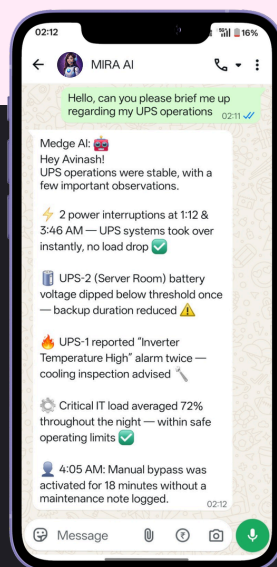 02:12
16%
MIRA AI
Hello, can you please brief me up
regarding my UPS operations
02:11
Medge AI: 🤖
Hey Avinash!
UPS operations were stable, with a
few important observations.
⚡ 2 power interruptions at 1:12 &
3:46 AM — UPS systems took over
instantly, no load drop ✅
🔋 UPS-2 (Server Room) battery
voltage dipped below threshold once
— backup duration reduced ⚠️
🔥 UPS-1 reported "Inverter
Temperature High" alarm twice —
cooling inspection advised 🔧
⚙️ Critical IT load averaged 72%
throughout the night — within safe
operating limits ✅
👤 4:05 AM: Manual bypass was
activated for 18 minutes without a
maintenance note logged.
02:12
Message